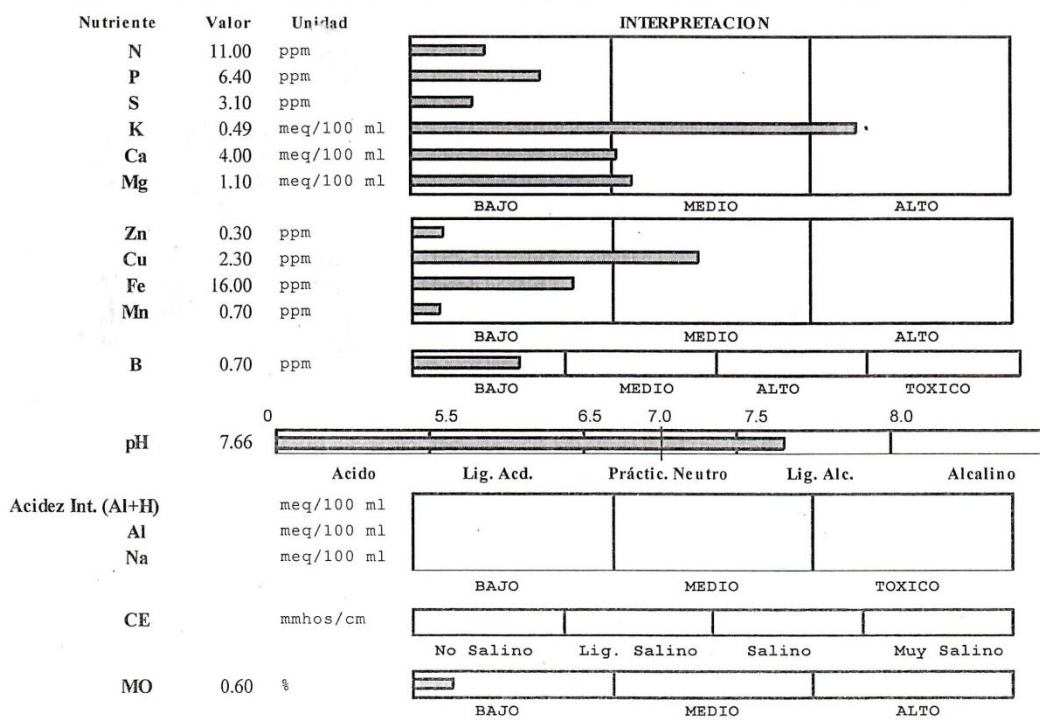 Nutriente Valor Unidad INTERPRETACION
N 11.00 ppm
P 6.40 ppm
S 3.10 ppm
K 0.49 meq/100 ml
Ca 4.00 meq/100 ml
Mg 1.10 meq/100 ml
BAJO MEDIO ALTO
Zn 0.30 ppm
Cu 2.30 ppm
Fe 16.00 ppm
Mn 0.70 ppm
BAJO MEDIO ALTO
B 0.70 ppm
BAJO MEDIO ALTO TOXICO
0 5.5 6.5 7.0 7.5 8.0
pH 7.66
Acido Lig. Acd. Práctic. Neutro Lig. Alc. Alcalino
Acidez Int. (Al+H) meq/100 ml
Al meq/100 ml
Na meq/100 ml
BAJO MEDIO TOXICO
CE mmhos/cm
No Salino Lig. Salino Salino Muy Salino
MO 0.60 %
BAJO MEDIO ALTO